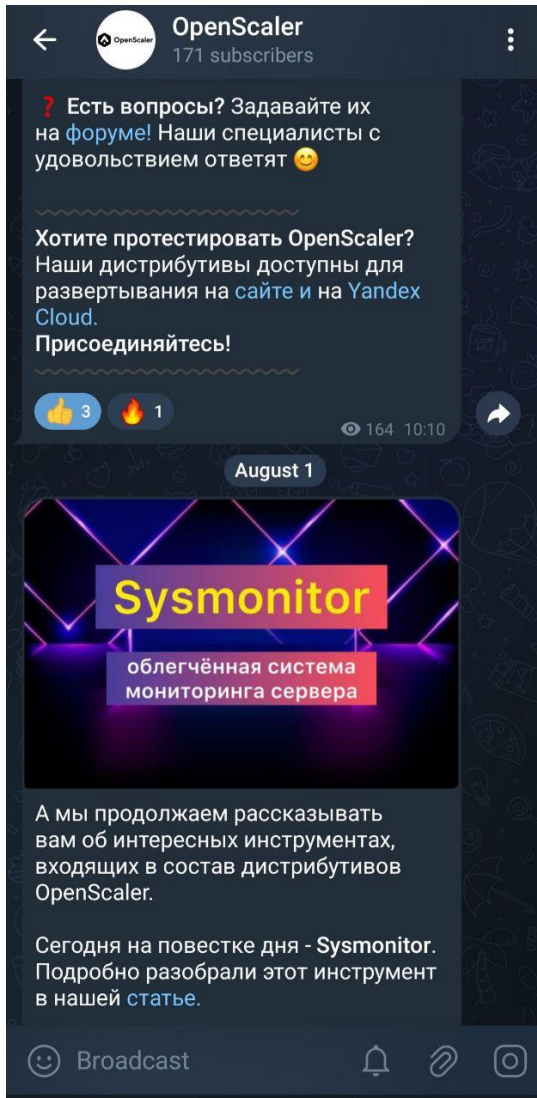 OpenScaler
OpenScaler
171 subscribers
❓ Есть вопросы? Задавайте их
на форуме! Наши специалисты с
удовольствием ответят 😊
Хотите протестировать OpenScaler?
Наши дистрибутивы доступны для
развертывания на сайте и на Yandex
Cloud.
Присоединяйтесь!
👍 3 🔥 1
164 10:10
August 1
Sysmonitor
облегчённая система
мониторинга сервера
А мы продолжаем рассказывать
вам об интересных инструментах,
входящих в состав дистрибутивов
OpenScaler.
Сегодня на повестке дня - Sysmonitor.
Подробно разобрали этот инструмент
в нашей статье.
Broadcast